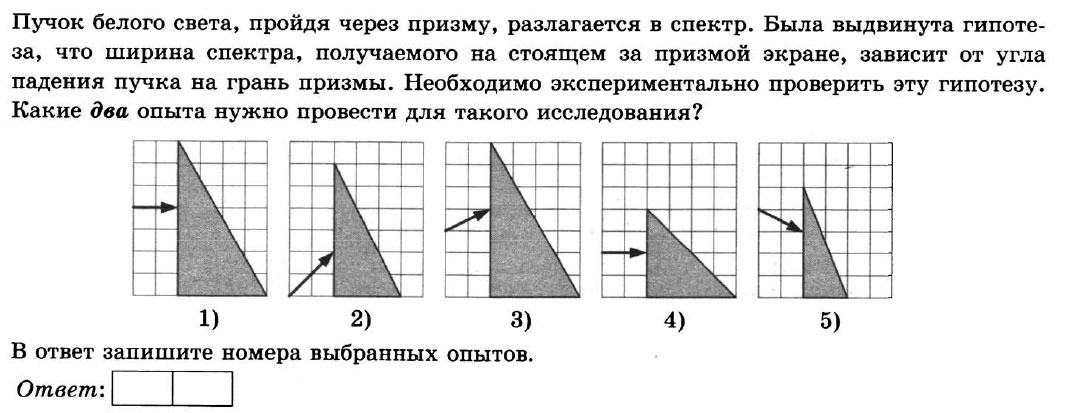 Пучок белого света, пройдя через призму, разлагается в спектр. Была выдвинута гипоте-
за, что ширина спектра, получаемого на стоящем за призмой экране, зависит от угла
падения пучка на грань призмы. Необходимо экспериментально проверить эту гипотезу.
Какие два опыта нужно провести для такого исследования?
1) 2) 3) 4) 5)
В ответ запишите номера выбранных опытов.
Ответ: